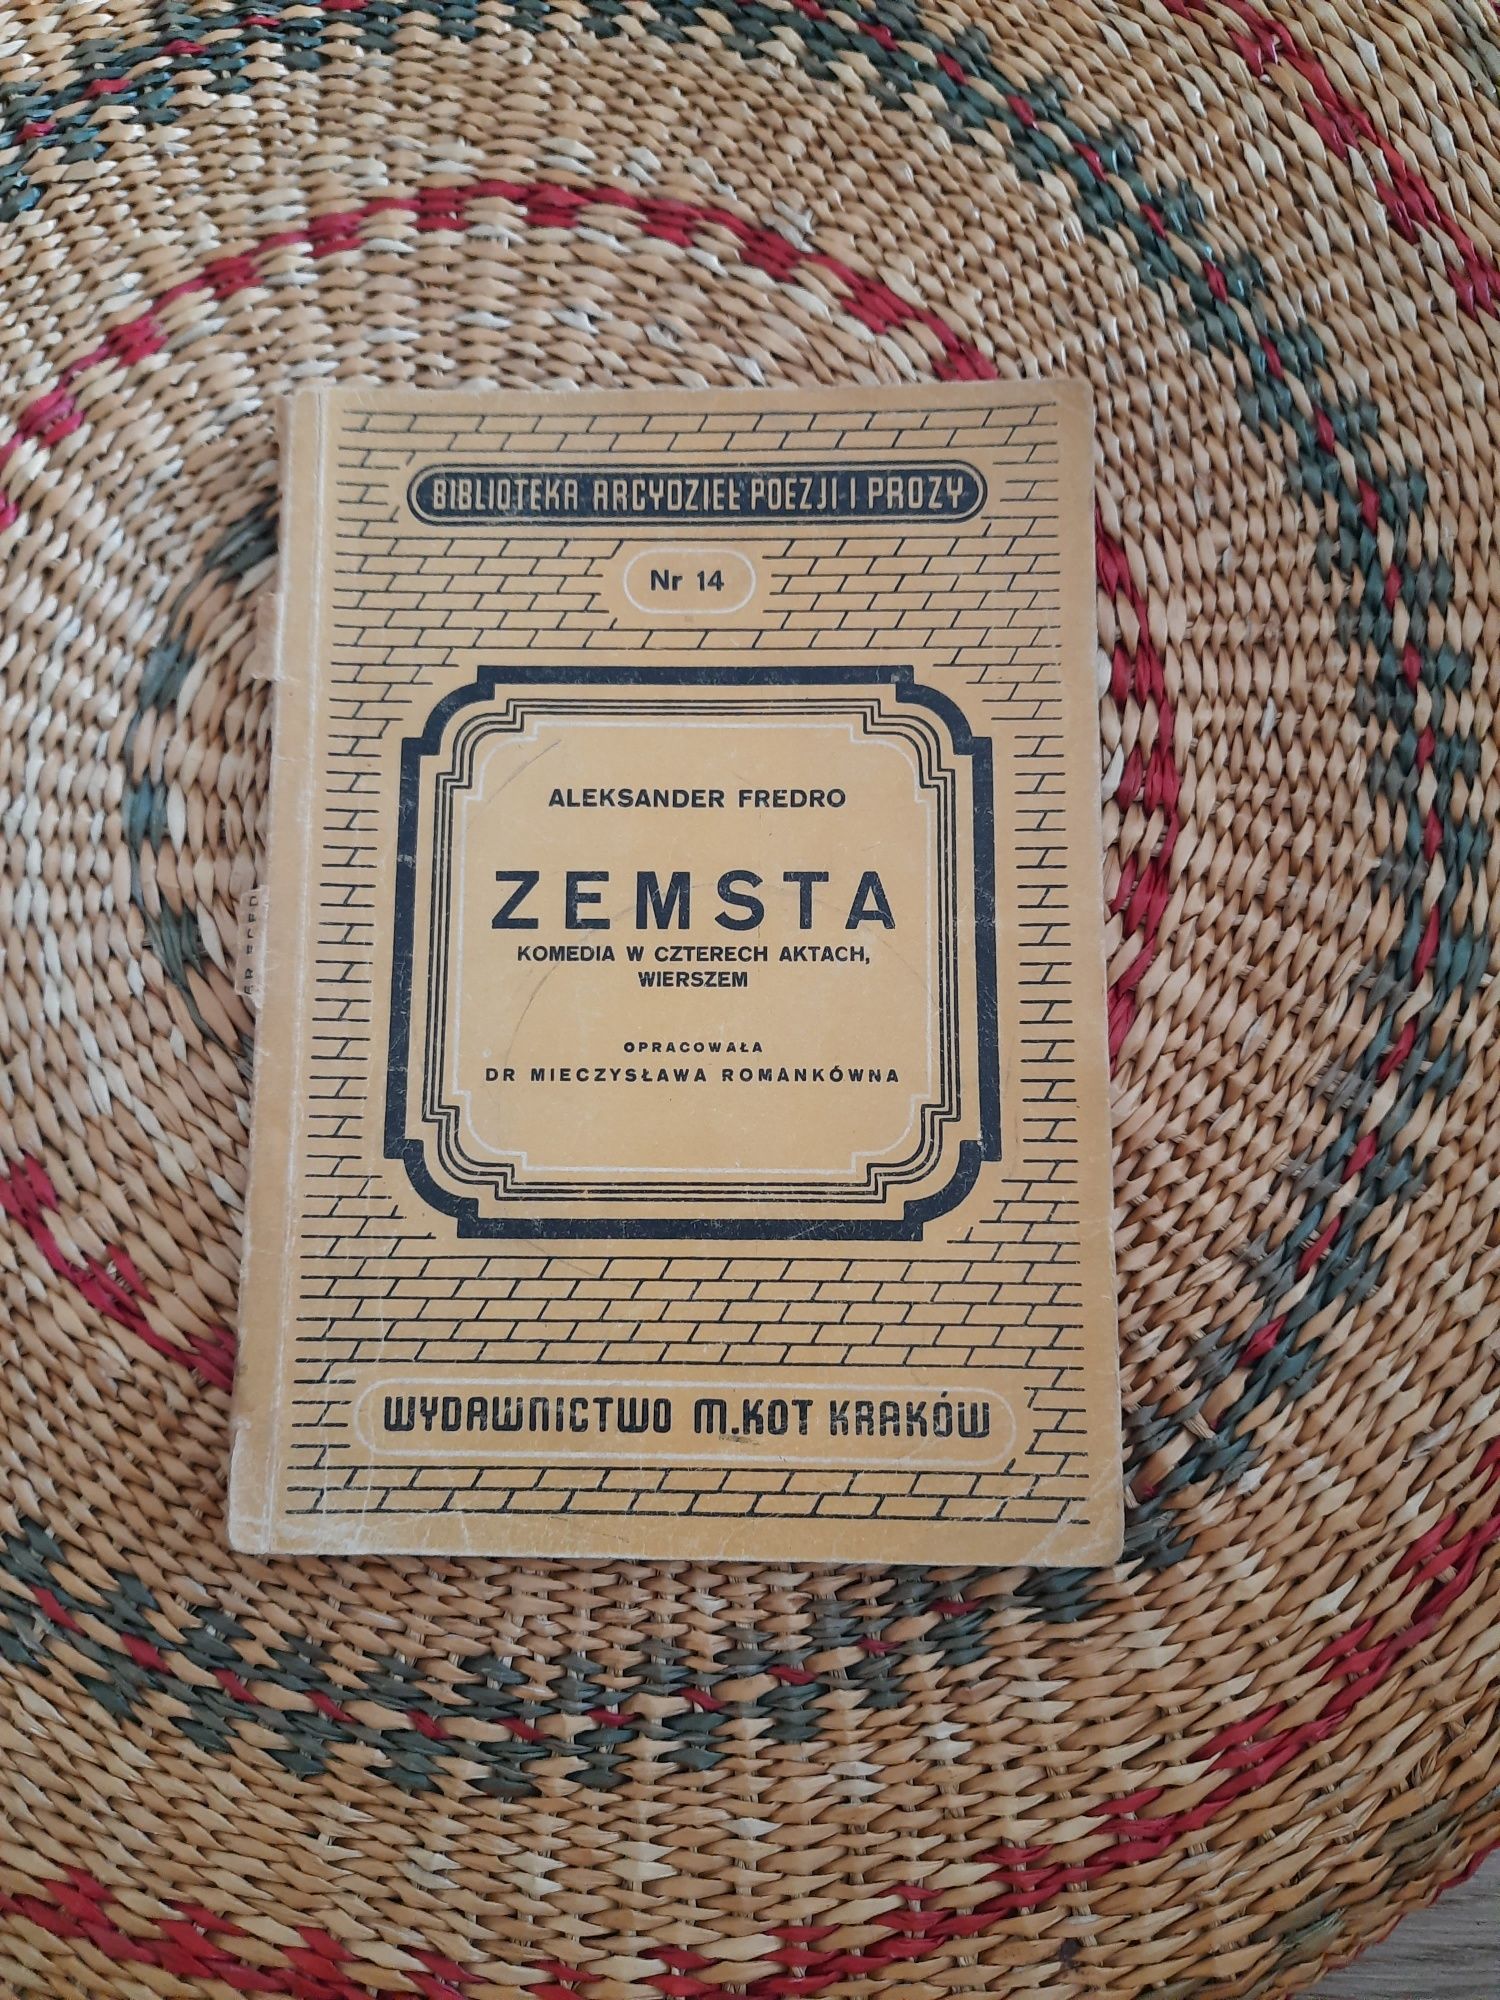 BIBLIOTEKA ARCYDZIEŁ POEZJI I PROZY
Nr 14
ALEKSANDER FREDRO
ZEMSTA
KOMEDIA W CZTERECH AKTACH,
WIERSZEM
OPRACOWAŁA
DR MIECZYSŁAWA ROMANKÓWNA
WYDAWNICTWO M.KOT KRAKÓW